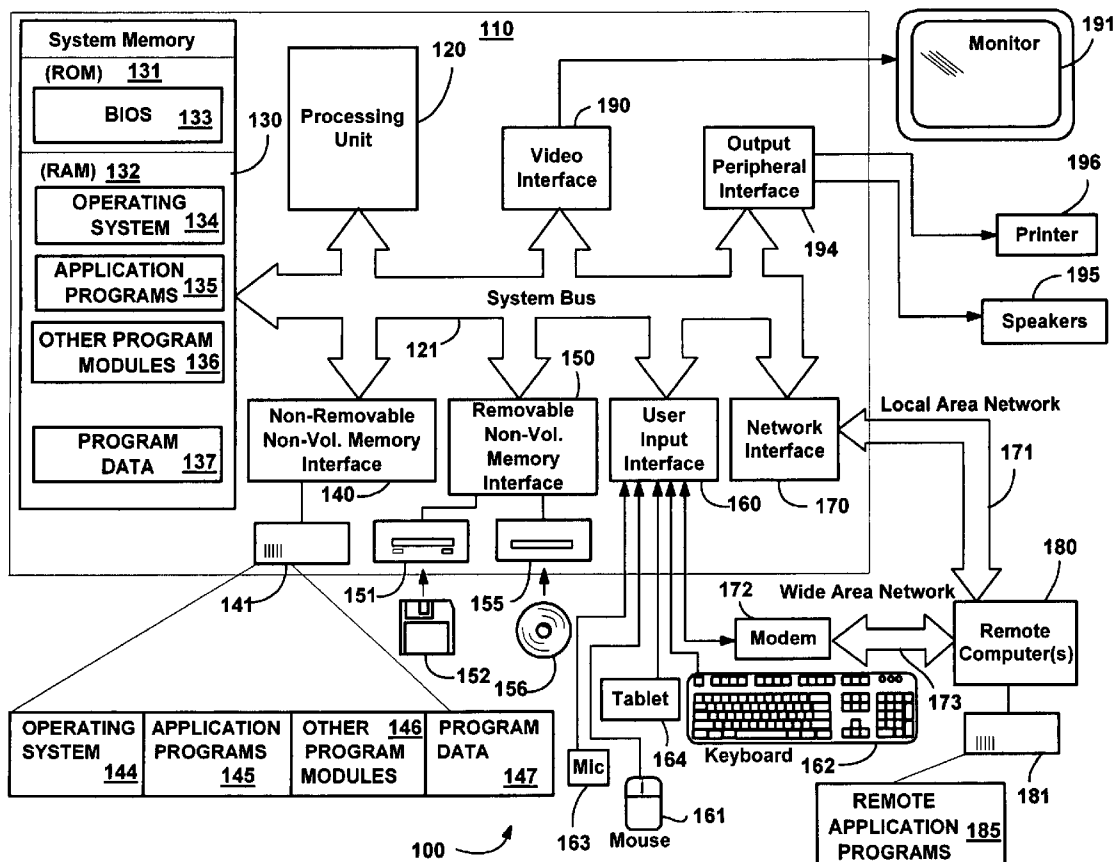 110
System Memory
(ROM) 131
BIOS 133
130
(RAM) 132
OPERATING
SYSTEM 134
APPLICATION
PROGRAMS 135
OTHER PROGRAM
MODULES 136
PROGRAM
DATA 137
120
Processing
Unit
190
Video
Interface
Output
Peripheral
Interface
194
Monitor
191
196
Printer
195
Speakers
System Bus
121
Non-Removable
Non-Vol. Memory
Interface
140
150
Removable
Non-Vol.
Memory
Interface
User
Input
Interface
160
Network
Interface
170
Local Area Network
171
141
151
152
155
156
172
Modem
Wide Area Network
173
180
Remote
Computer(s)
Tablet
164
Keyboard
162
Mic
163
Mouse
161
181
REMOTE
APPLICATION 185
PROGRAMS
OPERATING
SYSTEM 144
APPLICATION
PROGRAMS 145
OTHER 146
PROGRAM
MODULES
PROGRAM
DATA 147
100